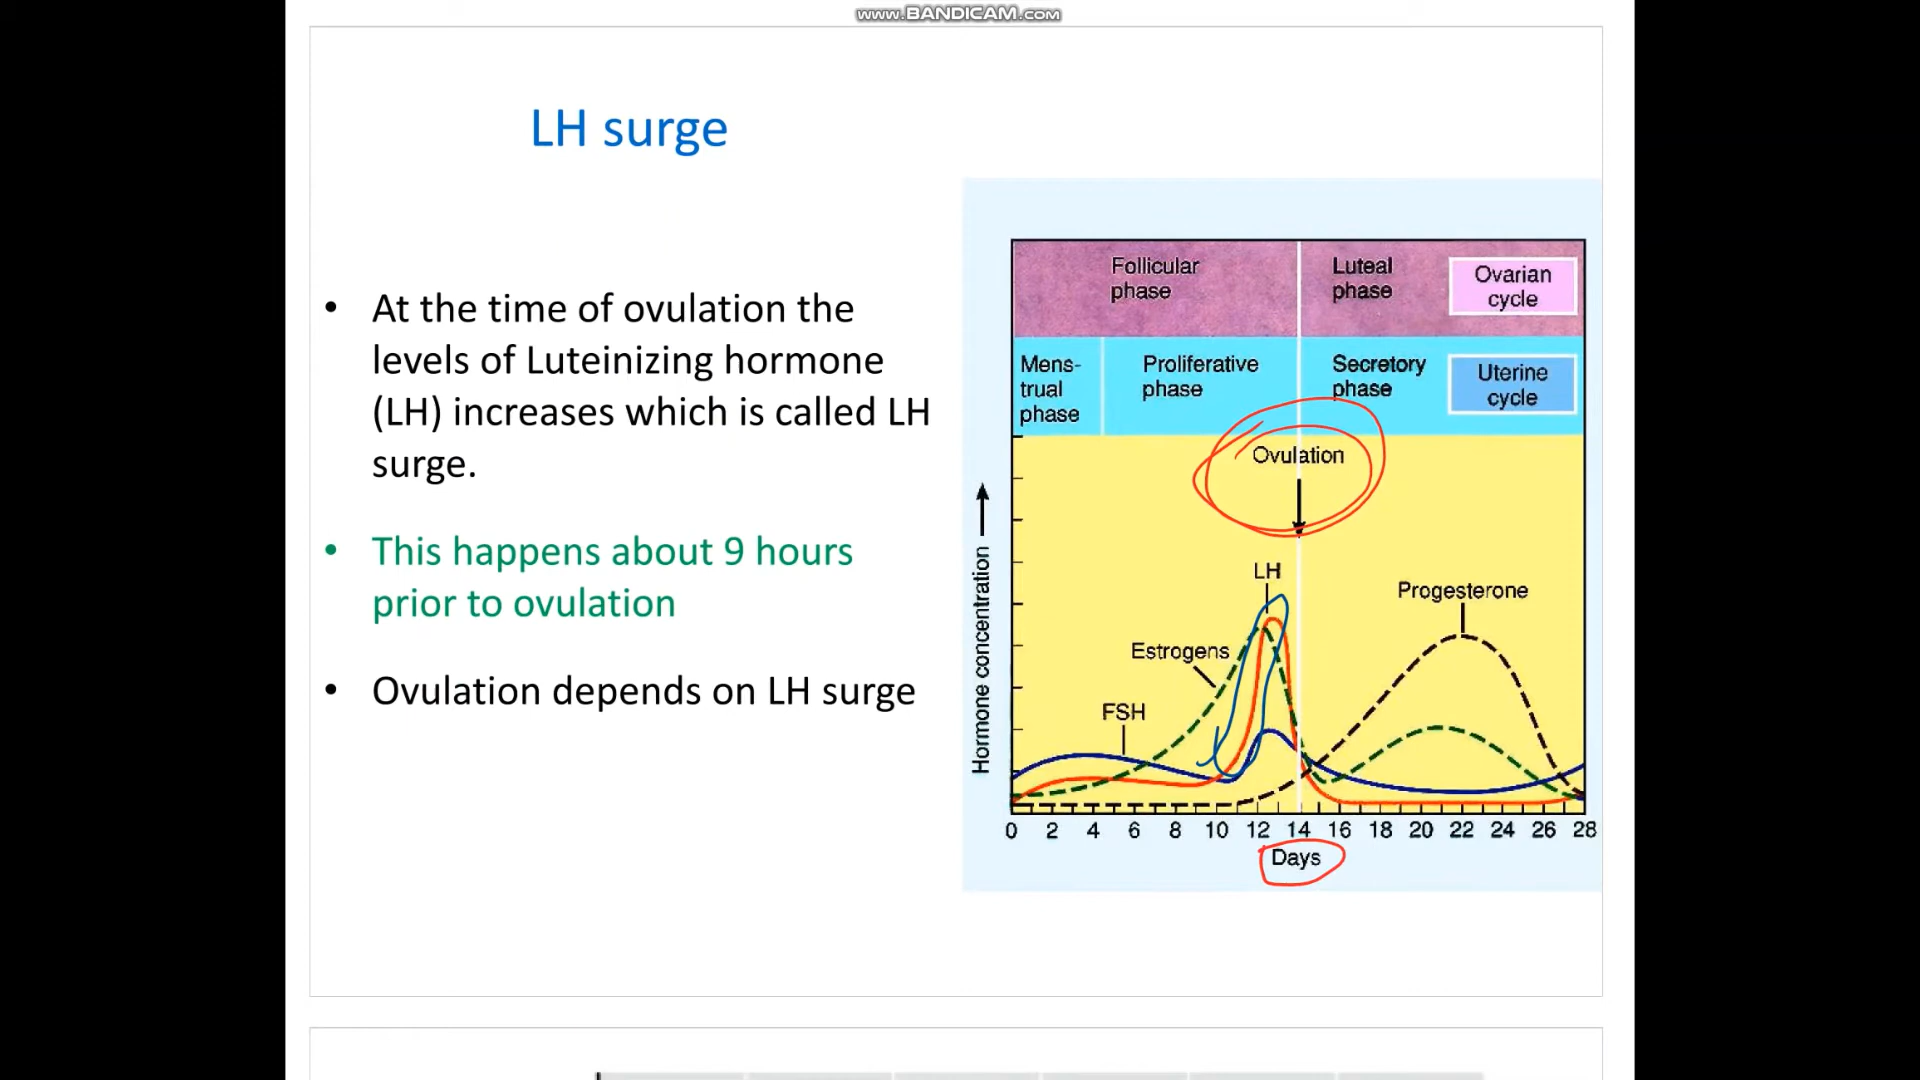 www.BANDICAM.com
LH surge
• At the time of ovulation the
levels of Luteinizing hormone
(LH) increases which is called LH
surge.
• This happens about 9 hours
prior to ovulation
• Ovulation depends on LH surge
Follicular
phase
Luteal
phase
Ovarian
cycle
Mens-
trual
phase
Proliferative
phase
Secretory
phase
Uterine
cycle
Ovulation
Hormone concentration
LH
Progesterone
Estrogens
FSH
0 2 4 6 8 10 12 14 16 18 20 22 24 26 28
Days